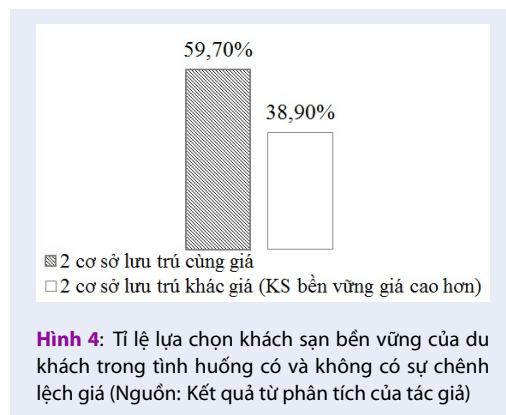 59,70%
38,90%
2 cơ sở lưu trú cùng giá
2 cơ sở lưu trú khác giá (KS bền vững giá cao hơn)
Hình 4: Tỉ lệ lựa chọn khách sạn bền vững của du
khách trong tình huống có và không có sự chênh
lệch giá (Nguồn: Kết quả từ phân tích của tác giả)